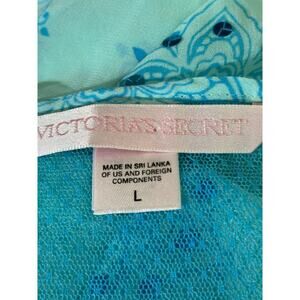 VICTORIA'S SECRET
MADE IN SRI LANKA
OF US AND FOREIGN
COMPONENTS
L